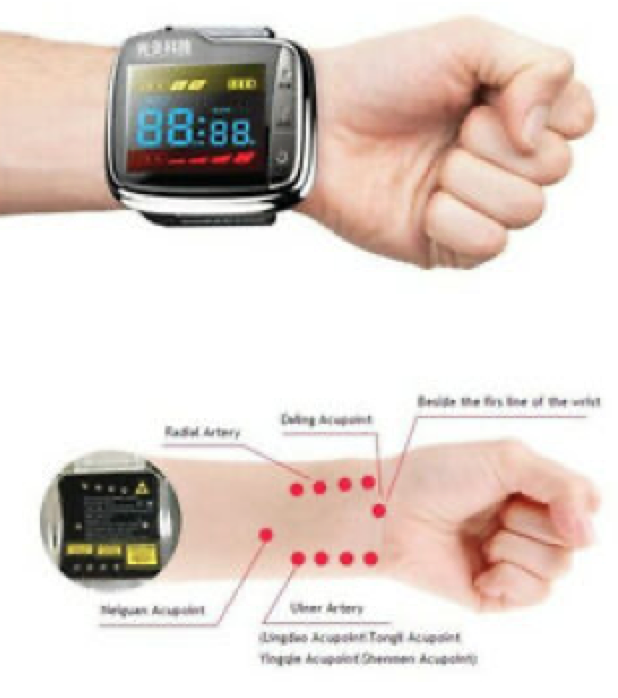 88:88
Beside the firs line of the wrist
Daling Acupoint
Radial Artery
Neiguan Acupoint
Ulner Artery
(Lingdao Acupoint Tongli Acupoint
Acupoint Shenmen Acupoint)